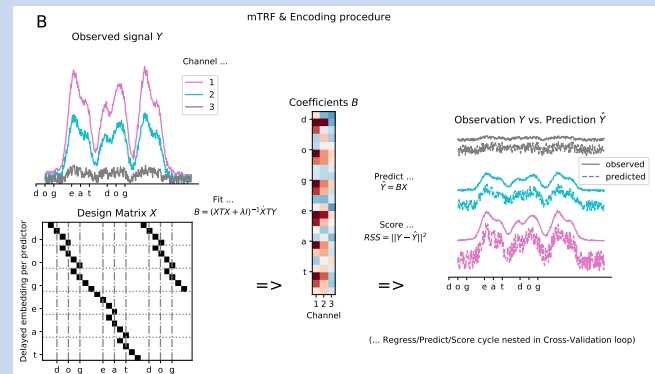 B
mTRF & Encoding procedure
Observed signal Y
Channel ...
1
2
3
d o g e a t d o g
Fit ...
B = (XTX + λI)⁻¹ẊTY
Design Matrix X
Delayed embedding per predictor
d
o
g
e
a
t
d o g e a t d o g
=>
Coefficients B
d
o
g
e
a
t
1 2 3
Channel
=>
Predict ...
Ŷ = BX
Score ...
RSS = ||Y − Ŷ||²
Observation Y vs. Prediction Ŷ
observed
predicted
d o g e a t d o g
(... Regress/Predict/Score cycle nested in Cross-Validation loop)